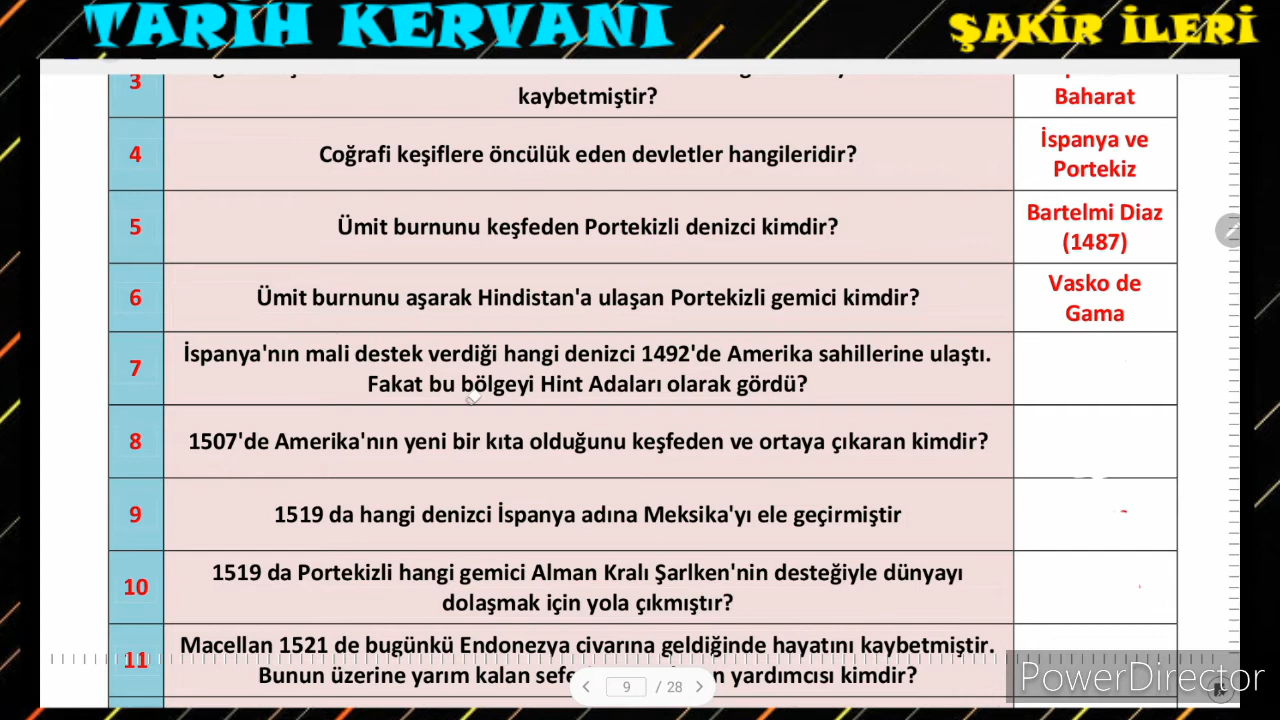 TARİH KERVANI
ŞAKİR İLERİ
3
kaybetmiştir?
Baharat
4
Coğrafi keşiflere öncülük eden devletler hangileridir?
İspanya ve
Portekiz
5
Ümit burnunu keşfeden Portekizli denizci kimdir?
Bartelmi Diaz
(1487)
6
Ümit burnunu aşarak Hindistan'a ulaşan Portekizli gemici kimdir?
Vasko de
Gama
7
İspanya'nın mali destek verdiği hangi denizci 1492'de Amerika sahillerine ulaştı.
Fakat bu bölgeyi Hint Adaları olarak gördü?
8
1507'de Amerika'nın yeni bir kıta olduğunu keşfeden ve ortaya çıkaran kimdir?
9
1519 da hangi denizci İspanya adına Meksika'yı ele geçirmiştir
10
1519 da Portekizli hangi gemici Alman Kralı Şarlken'nin desteğiyle dünyayı
dolaşmak için yola çıkmıştır?
11
Macellan 1521 de bugünkü Endonezya civarına geldiğinde hayatını kaybetmiştir.
Bunun üzerine yarım kalan yardımcısı kimdir?
9 / 28
PowerDirector